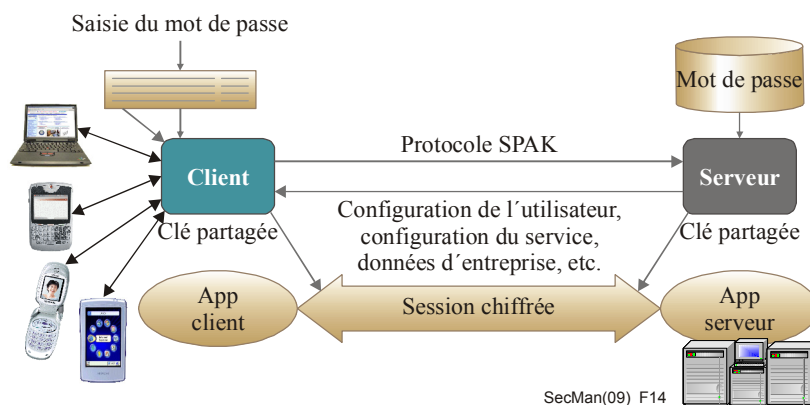 Saisie du mot de passe
Mot de passe
Protocole SPAK
Client
Serveur
Configuration de l´utilisateur,
configuration du service,
données d´entreprise, etc.
Clé partagée
Clé partagée
App
client
Session chiffrée
App
serveur
SecMan(09)_F14